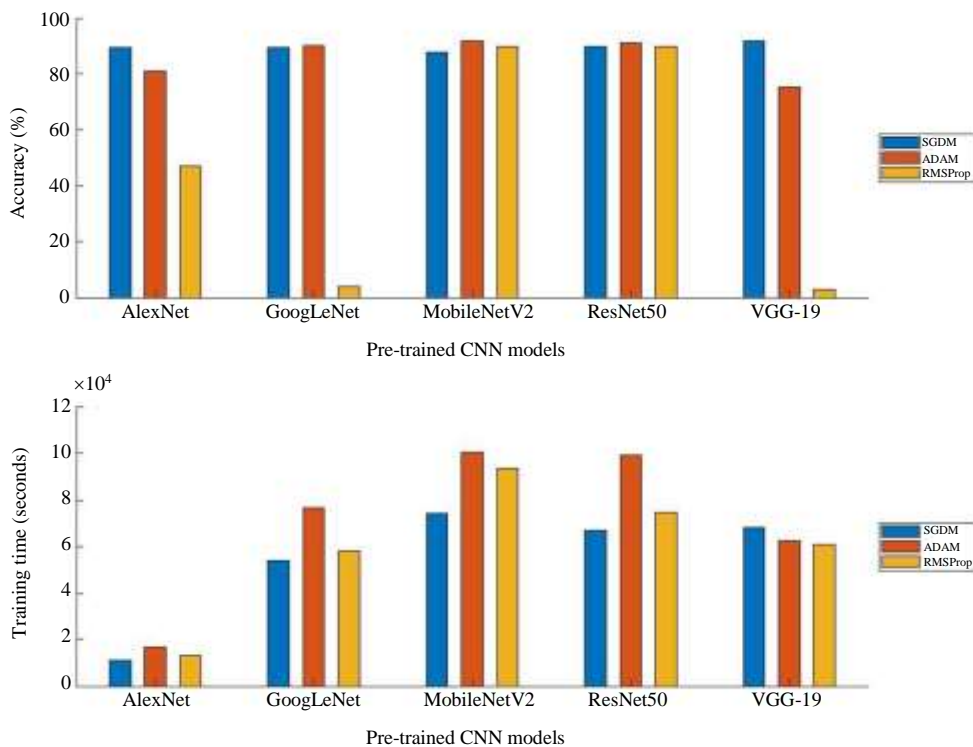 100
80
60
40
20
0
Accuracy (%)
AlexNet GoogLeNet MobileNetV2 ResNet50 VGG-19
Pre-trained CNN models
SGDM
ADAM
RMSProp
×10⁴
12
10
8
6
4
2
0
Training time (seconds)
AlexNet GoogLeNet MobileNetV2 ResNet50 VGG-19
Pre-trained CNN models
SGDM
ADAM
RMSProp